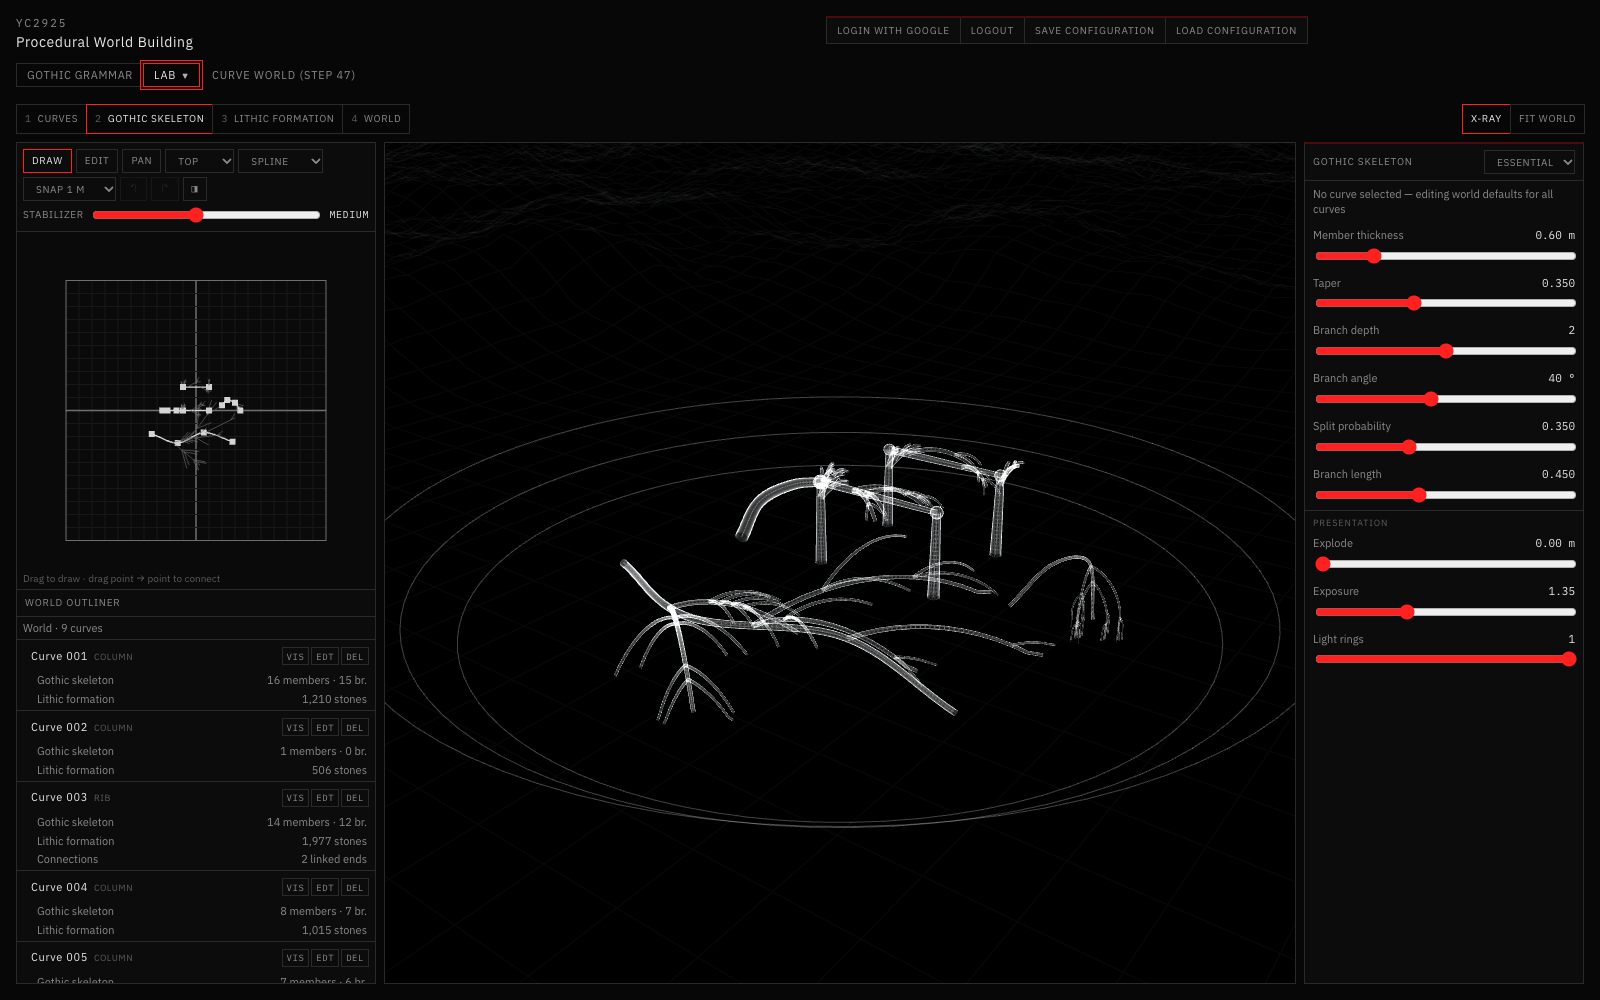 YC2925
Procedural World Building
LOGIN WITH GOOGLE LOGOUT SAVE CONFIGURATION LOAD CONFIGURATION
GOTHIC GRAMMAR LAB ▾ CURVE WORLD (STEP 47)
1 CURVES 2 GOTHIC SKELETON 3 LITHIC FORMATION 4 WORLD
X-RAY FIT WORLD
DRAW EDIT PAN TOP SPLINE
SNAP 1 M
STABILIZER MEDIUM
Drag to draw · drag point → point to connect
WORLD OUTLINER
World · 9 curves
Curve 001 COLUMN VIS EDT DEL
Gothic skeleton 16 members · 15 br.
Lithic formation 1,210 stones
Curve 002 COLUMN VIS EDT DEL
Gothic skeleton 1 members · 0 br.
Lithic formation 506 stones
Curve 003 RIB VIS EDT DEL
Gothic skeleton 14 members · 12 br.
Lithic formation 1,977 stones
Connections 2 linked ends
Curve 004 COLUMN VIS EDT DEL
Gothic skeleton 8 members · 7 br.
Lithic formation 1,015 stones
Curve 005 COLUMN VIS EDT DEL
Gothic skeleton 7 members · 6 br.
GOTHIC SKELETON ESSENTIAL
No curve selected — editing world defaults for all
curves
Member thickness 0.60 m
Taper 0.350
Branch depth 2
Branch angle 40 °
Split probability 0.350
Branch length 0.450
PRESENTATION
Explode 0.00 m
Exposure 1.35
Light rings 1